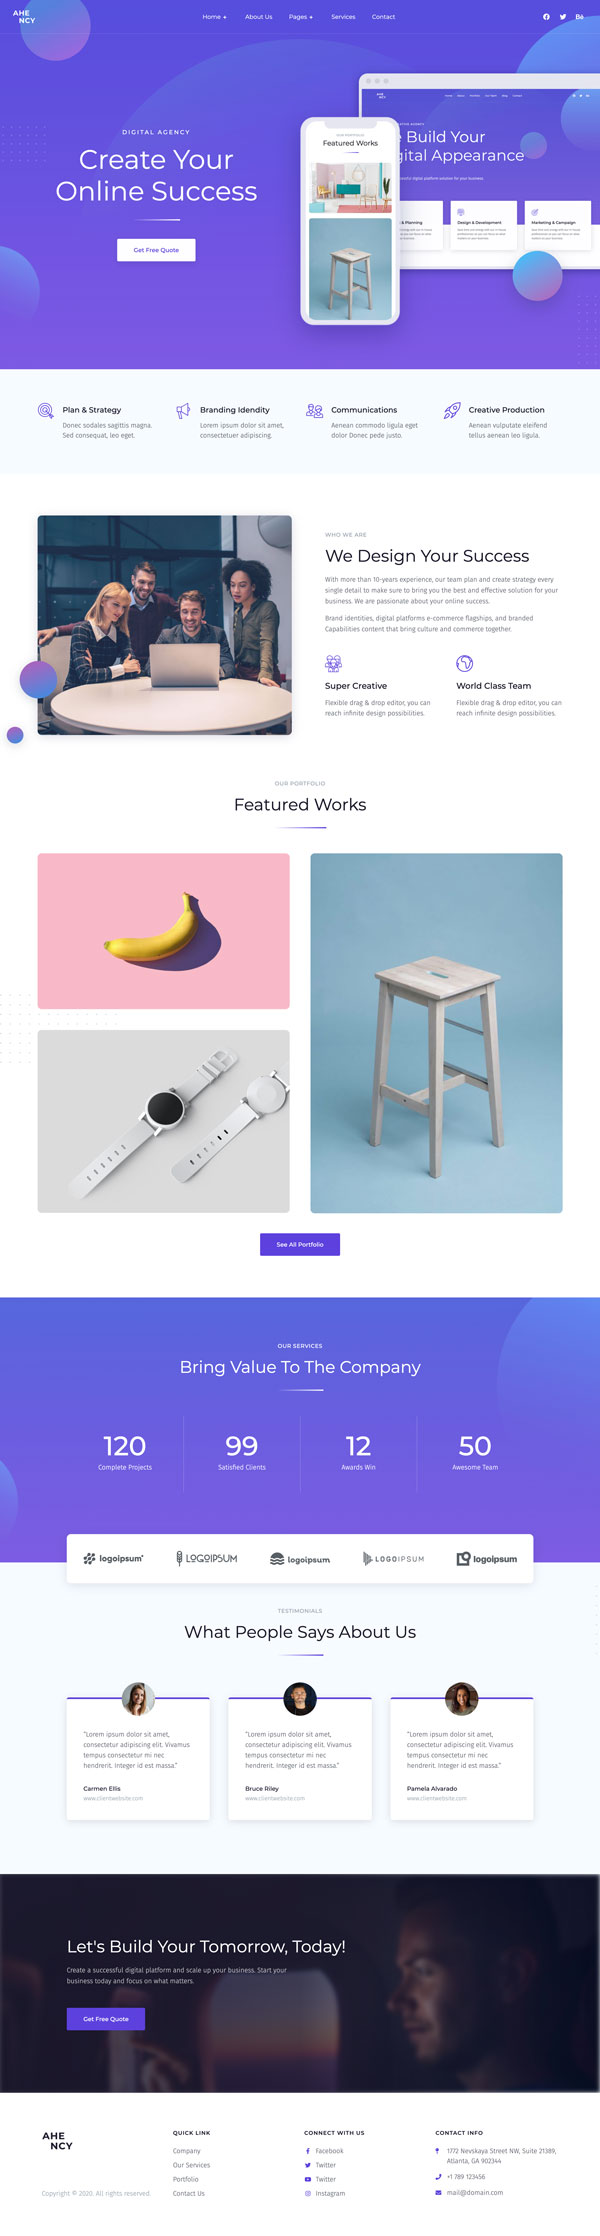 AHE
NCY
Home +
About Us
Pages +
Services
Contact
DIGITAL AGENCY
Create Your
Online Success
Get Free Quote
OUR PORTFOLIO
Featured Works
Build Your
gital Appearance
& Planning
Design & Development
Marketing & Campaign
Plan & Strategy
Donec sodales sagittis magna.
Sed consequat, leo eget.
Branding Idendity
Lorem ipsum dolor sit amet,
consectetuer adipiscing.
Communications
Aenean commodo ligula eget
dolor Donec pede justo.
Creative Production
Aenean vulputate eleifend
tellus aenean leo ligula.
WHO WE ARE
We Design Your Success
With more than 10-years experience, our team plan and create strategy every
single detail to make sure to bring you the best and effective solution for your
business. We are passionate about your online success.
Brand identities, digital platforms e-commerce flagships, and branded
Capabilities content that bring culture and commerce together.
Super Creative
Flexible drag & drop editor, you can
reach infinite design possibilities.
World Class Team
Flexible drag & drop editor, you can
reach infinite design possibilities.
OUR PORTFOLIO
Featured Works
See All Portfolio
OUR SERVICES
Bring Value To The Company
120
Complete Projects
99
Satisfied Clients
12
Awards Win
50
Awesome Team
logoipsum
LOGOIPSUM
logoipsum
LOGOIPSUM
logoipsum
TESTIMONIALS
What People Says About Us
"Lorem ipsum dolor sit amet,
consectetur adipiscing elit. Vivamus
tempus consectetur mi nec
hendrerit. Integer id est massa."
Carmen Ellis
www.clientwebsite.com
"Lorem ipsum dolor sit amet,
consectetur adipiscing elit. Vivamus
tempus consectetur mi nec
hendrerit. Integer id est massa."
Bruce Riley
www.clientwebsite.com
"Lorem ipsum dolor sit amet,
consectetur adipiscing elit. Vivamus
tempus consectetur mi nec
hendrerit. Integer id est massa."
Pamela Alvarado
www.clientwebsite.com
Let's Build Your Tomorrow, Today!
Create a successful digital platform and scale up your business. Start your
business today and focus on what matters.
Get Free Quote
AHE
NCY
Copyright © 2020. All rights reserved.
QUICK LINK
Company
Our Services
Portfolio
Contact Us
CONNECT WITH US
Facebook
Twitter
Twitter
Instagram
CONTACT INFO
1772 Nevskaya Street NW, Suite 21389,
Atlanta, GA 902344
+1 789 123456
mail@domain.com